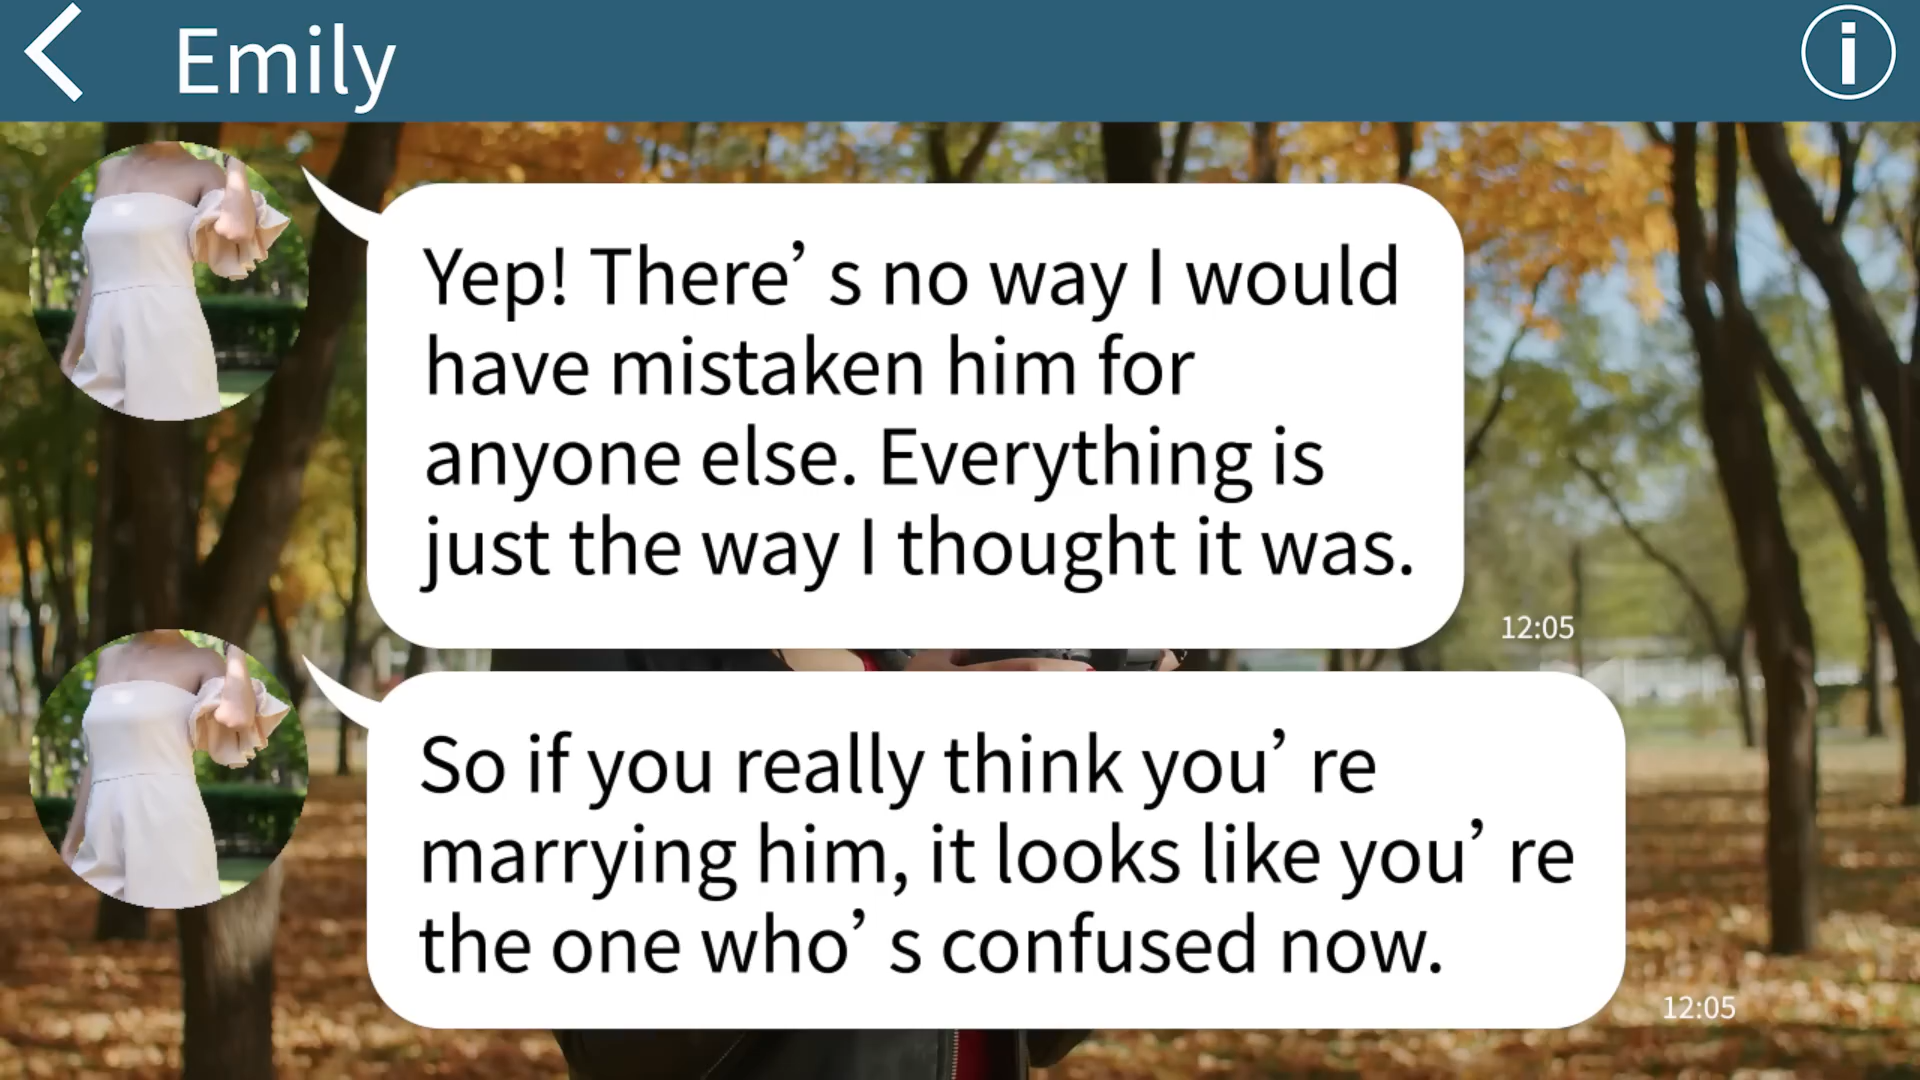 Emily
Yep! There’s no way I would
have mistaken him for
anyone else. Everything is
just the way I thought it was.
12:05
So if you really think you’re
marrying him, it looks like you’re
the one who’s confused now.
12:05